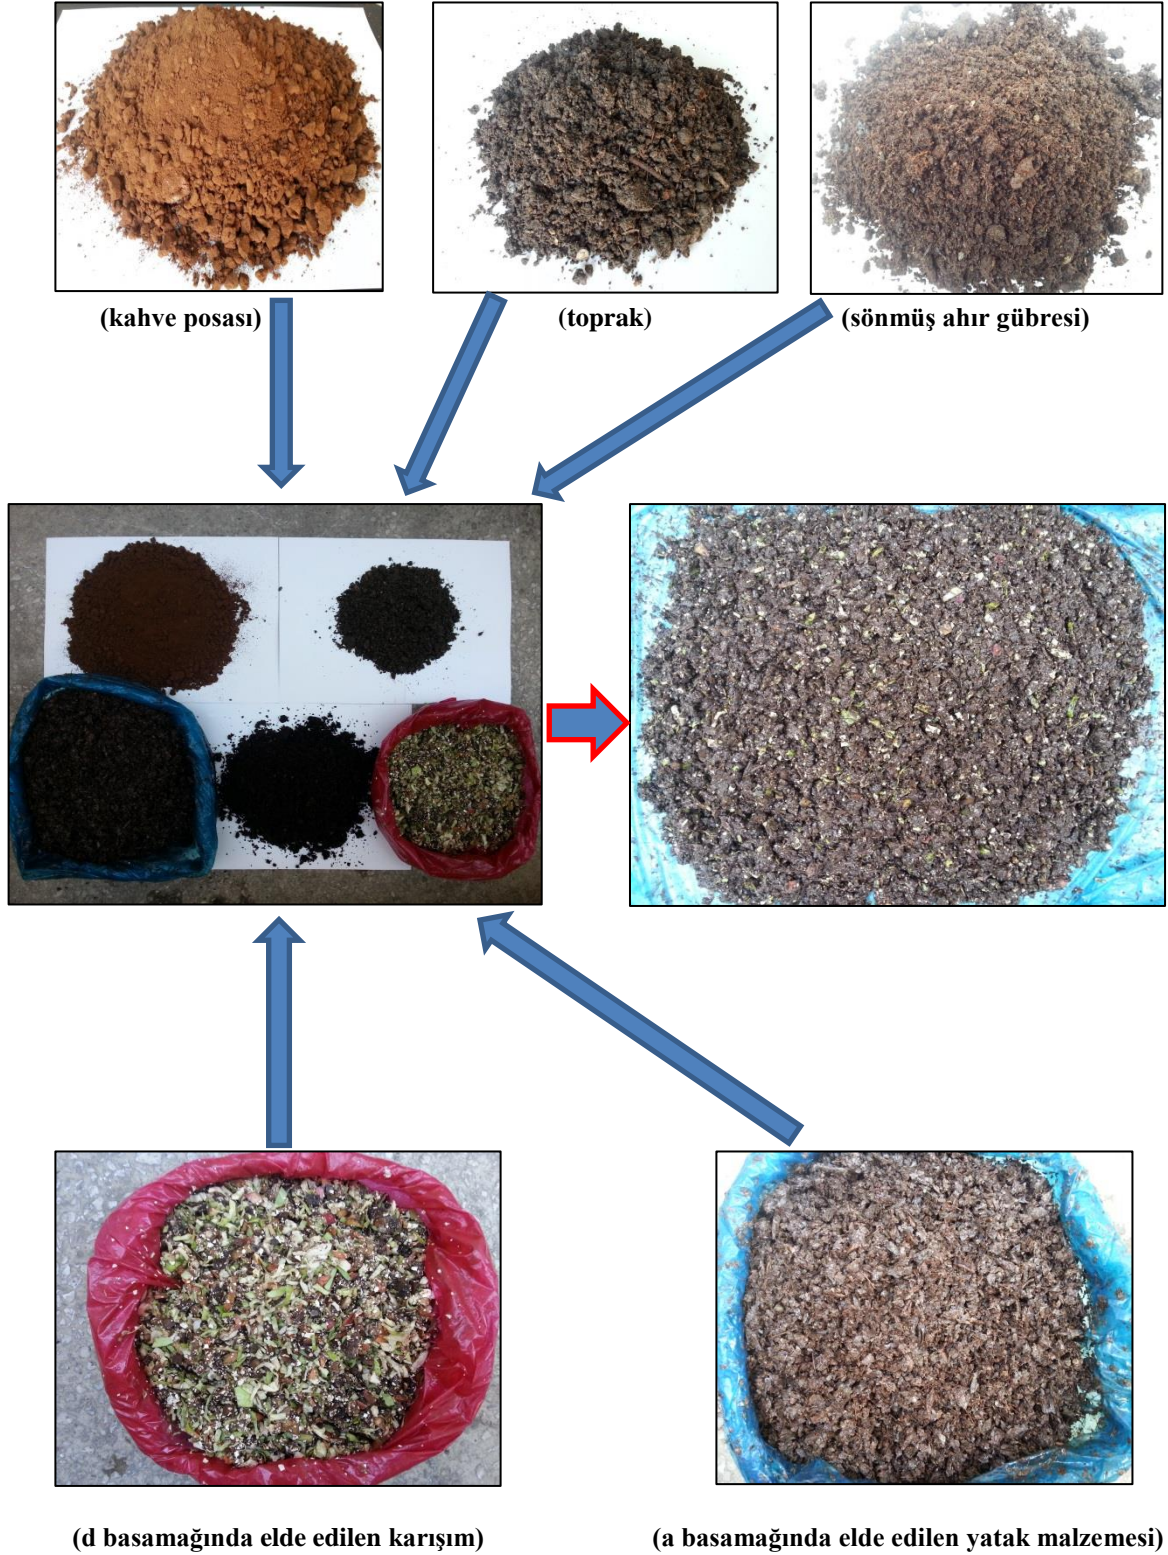 (kahve posası)
(toprak)
(sönmüş ahır gübresi)
(d basamağında elde edilen karışım)
(a basamağında elde edilen yatak malzemesi)